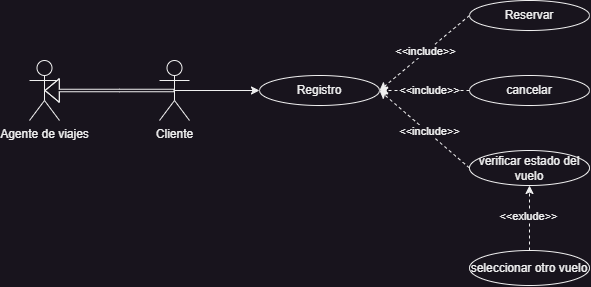 Reservar
<<include>>
Registro
<<include>>
cancelar
Agente de viajes
Cliente
<<include>>
verificar estado del
vuelo
<<exlude>>
seleccionar otro vuelo